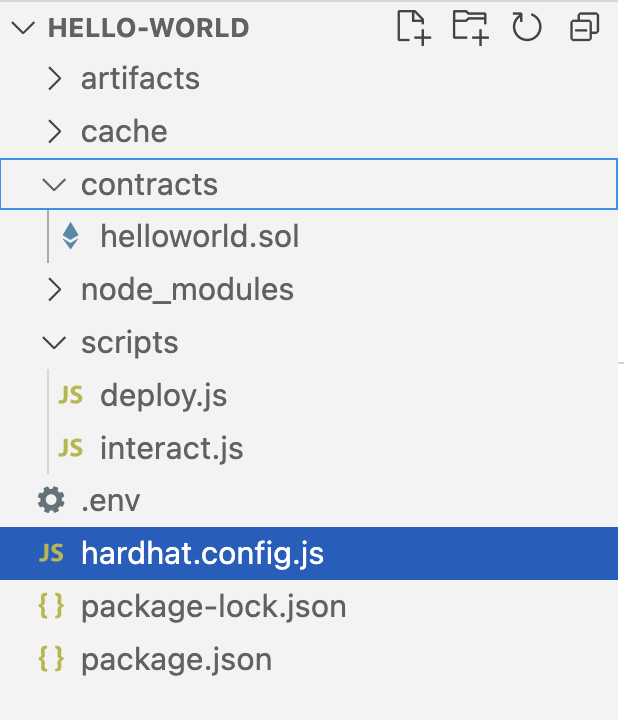 HELLO-WORLD
artifacts
cache
contracts
helloworld.sol
node_modules
scripts
JS deploy.js
JS interact.js
.env
JS hardhat.config.js
{} package-lock.json
{} package.json